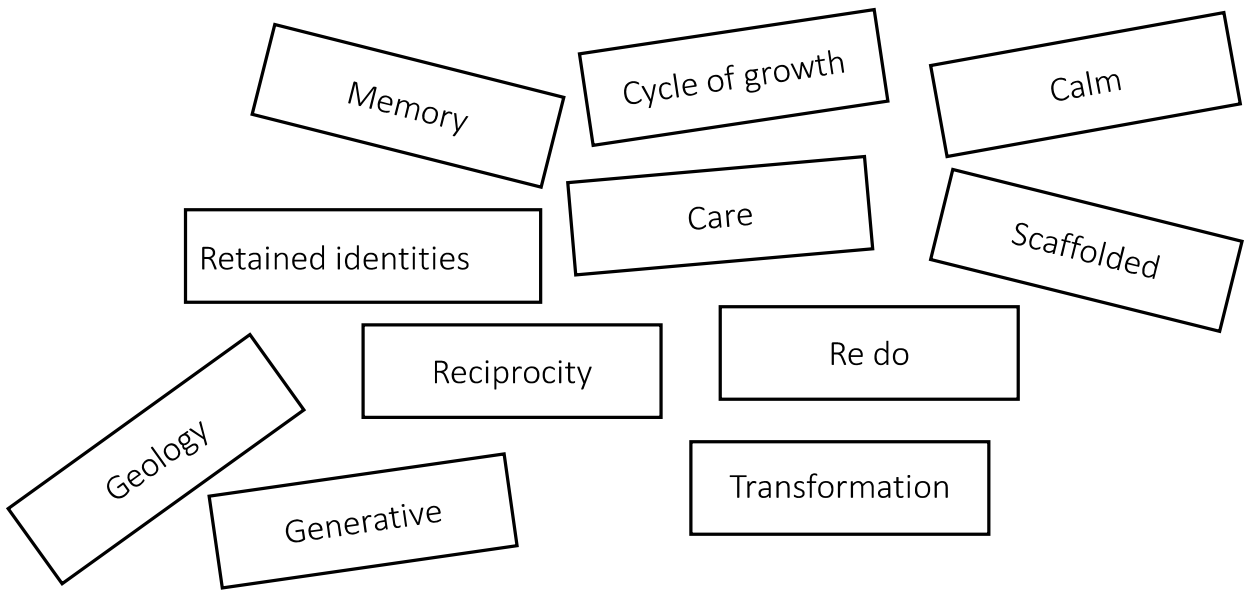 Memory
Cycle of growth
Calm
Retained identities
Care
Scaffolded
Reciprocity
Re do
Geology
Generative
Transformation